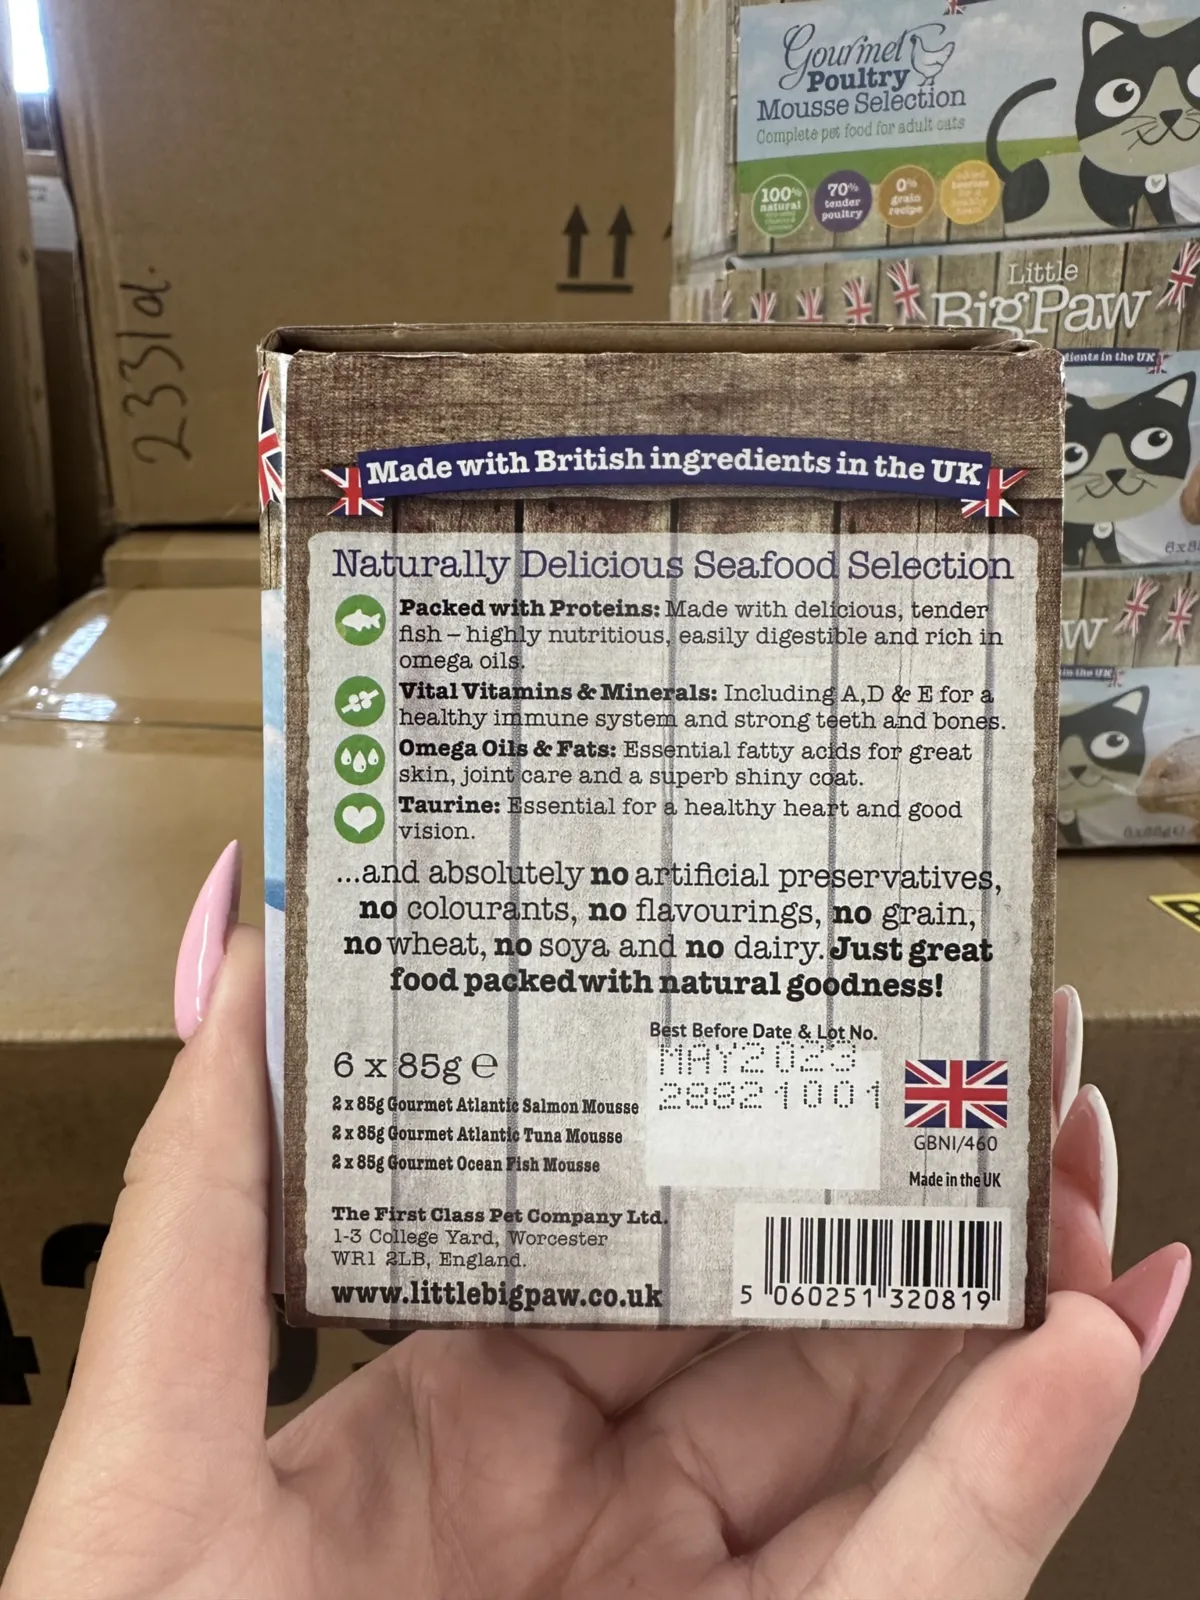 Gourmet
Poultry
Mousse Selection
Complete pet food for adult cats
100%
natural
70%
tender
poultry
0%
grain
recipe
Little
BigPaw
dients in the UK
2331d.
W
in the UK
6x8
Made with British ingredients in the UK
Naturally Delicious Seafood Selection
Packed with Proteins: Made with delicious, tender
fish – highly nutritious, easily digestible and rich in
omega oils.
Vital Vitamins & Minerals: Including A,D & E for a
healthy immune system and strong teeth and bones.
Omega Oils & Fats: Essential fatty acids for great
skin, joint care and a superb shiny coat.
Taurine: Essential for a healthy heart and good
vision.
...and absolutely no artificial preservatives,
no colourants, no flavourings, no grain,
no wheat, no soya and no dairy. Just great
food packed with natural goodness!
Best Before Date & Lot No.
MAY2023
28821001
6 x 85g e
2 x 85g Gourmet Atlantic Salmon Mousse
2 x 85g Gourmet Atlantic Tuna Mousse
2 x 85g Gourmet Ocean Fish Mousse
GBNI/460
Made in the UK
The First Class Pet Company Ltd.
1-3 College Yard, Worcester
WR1 2LB, England.
www.littlebigpaw.co.uk
5 060251 320819